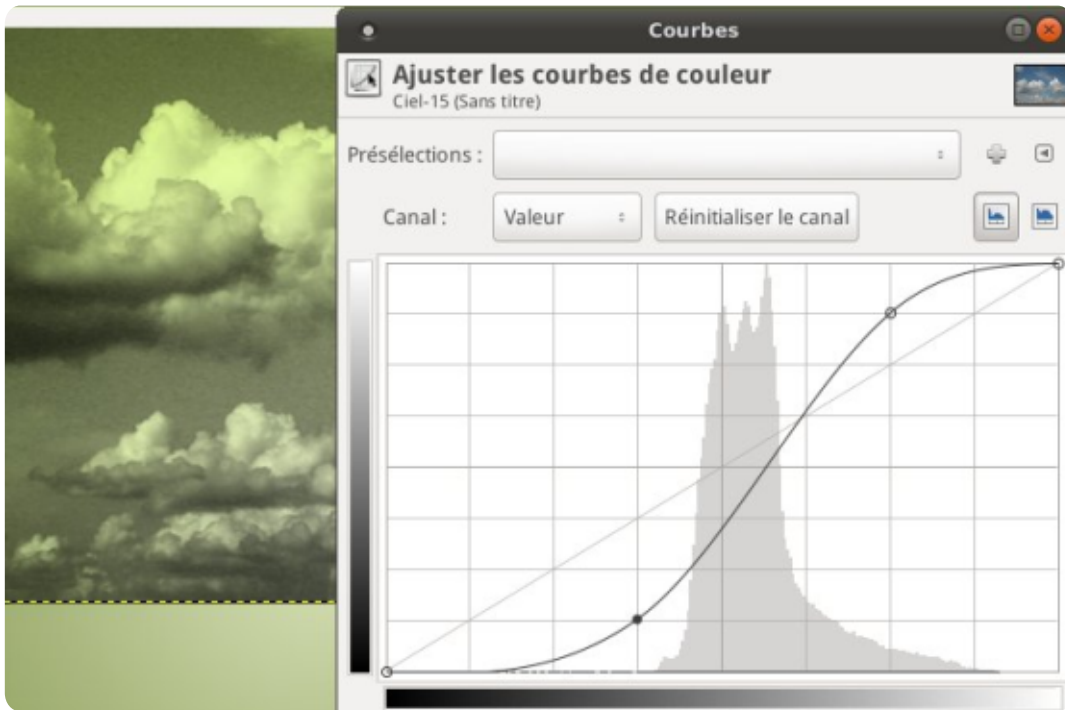 Courbes
Ajuster les courbes de couleur
Ciel-15 (Sans titre)
Présélections :
Canal :
Valeur
Réinitialiser le canal